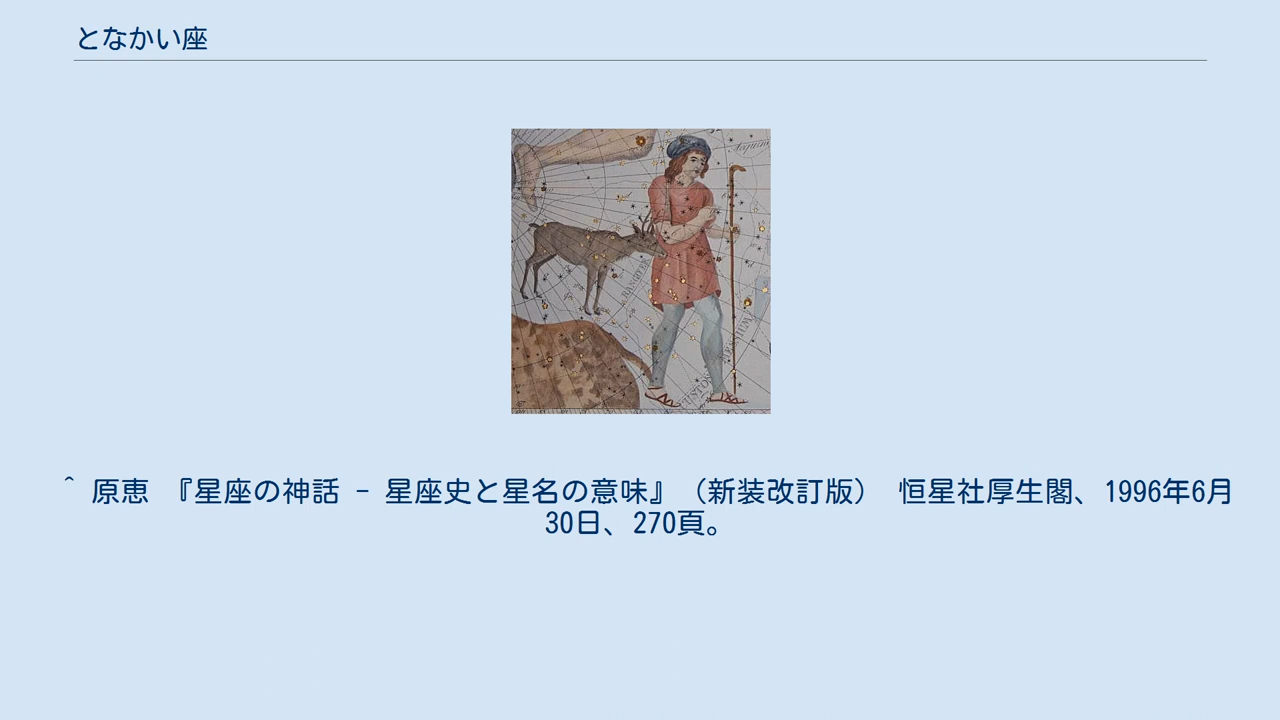 となかい座
RANGIFER
^ 原恵 『星座の神話 - 星座史と星名の意味』（新装改訂版） 恒星社厚生閣、1996年6月
30日、270頁。